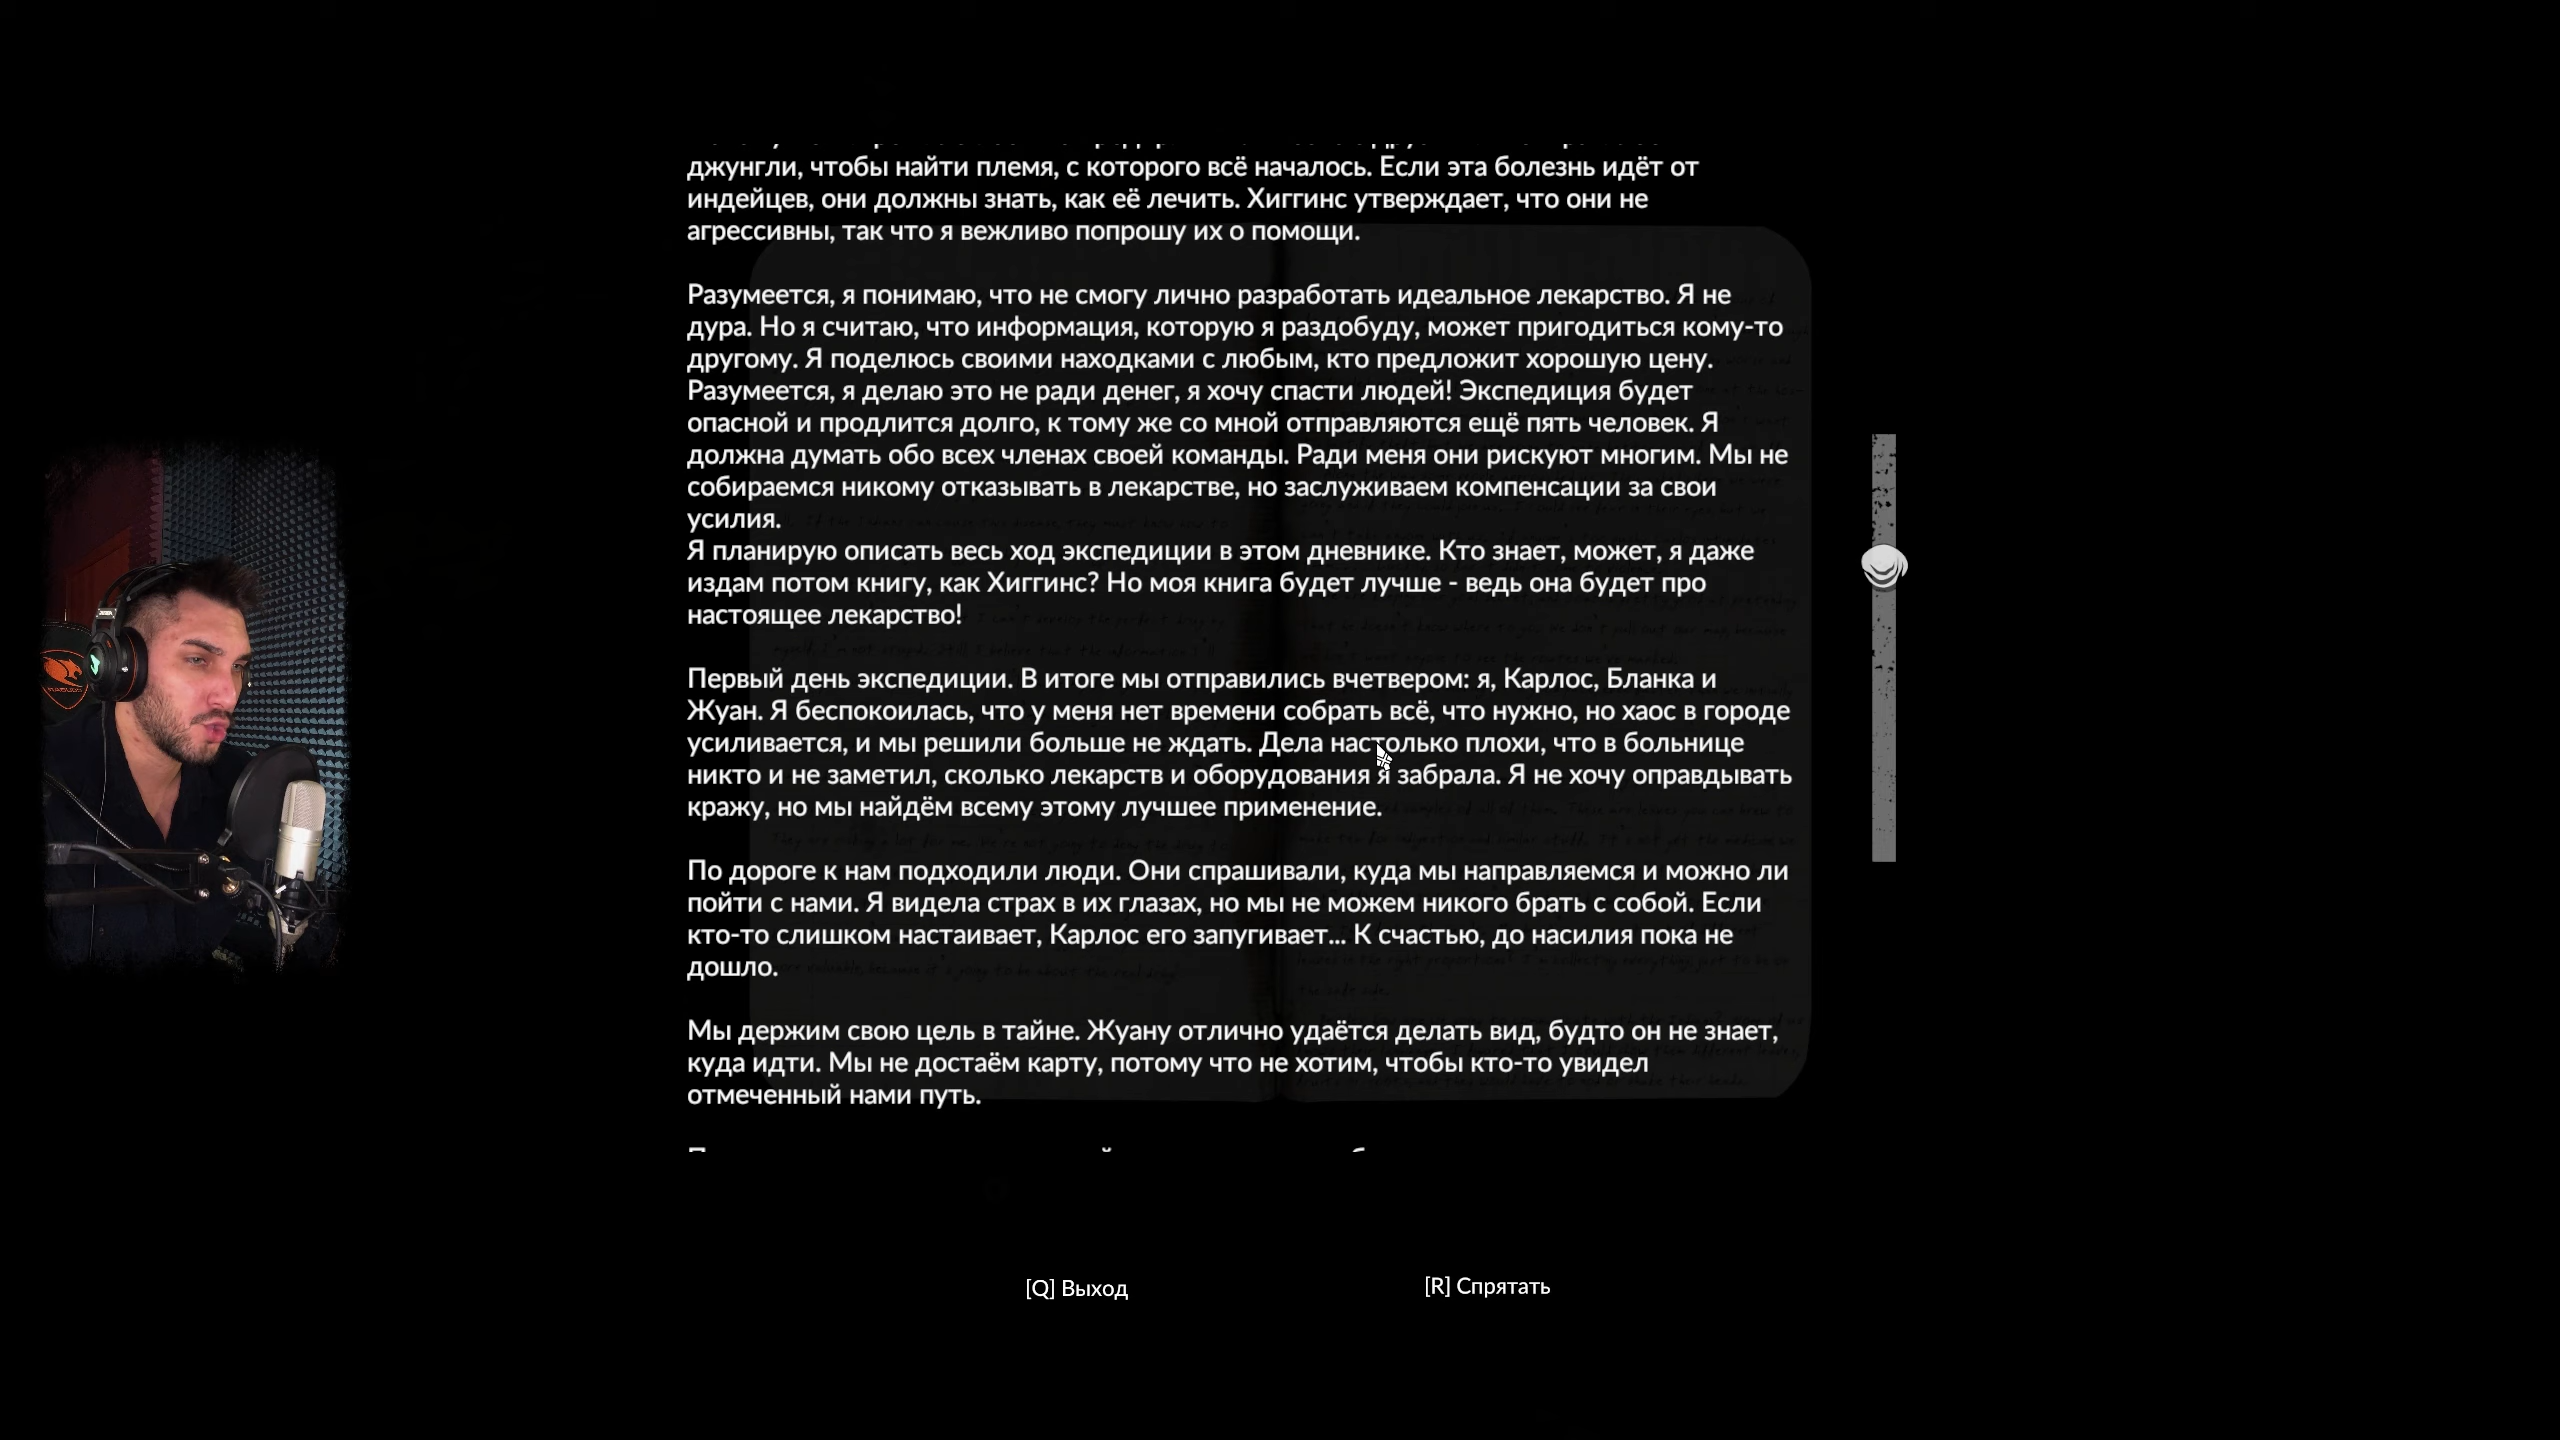 джунгли, чтобы найти племя, с которого всё началось. Если эта болезнь идёт от
индейцев, они должны знать, как её лечить. Хиггинс утверждает, что они не
агрессивны, так что я вежливо попрошу их о помощи.
Разумеется, я понимаю, что не смогу лично разработать идеальное лекарство. Я не
дура. Но я считаю, что информация, которую я раздобуду, может пригодиться кому-то
другому. Я поделюсь своими находками с любым, кто предложит хорошую цену.
Разумеется, я делаю это не ради денег, я хочу спасти людей! Экспедиция будет
опасной и продлится долго, к тому же со мной отправляются ещё пять человек. Я
должна думать обо всех членах своей команды. Ради меня они рискуют многим. Мы не
собираемся никому отказывать в лекарстве, но заслуживаем компенсации за свои
усилия.
Я планирую описать весь ход экспедиции в этом дневнике. Кто знает, может, я даже
издам потом книгу, как Хиггинс? Но моя книга будет лучше - ведь она будет про
настоящее лекарство!
Первый день экспедиции. В итоге мы отправились вчетвером: я, Карлос, Бланка и
Жуан. Я беспокоилась, что у меня нет времени собрать всё, что нужно, но хаос в городе
усиливается, и мы решили больше не ждать. Дела настолько плохи, что в больнице
никто и не заметил, сколько лекарств и оборудования я забрала. Я не хочу оправдывать
кражу, но мы найдём всему этому лучшее применение.
По дороге к нам подходили люди. Они спрашивали, куда мы направляемся и можно ли
пойти с нами. Я видела страх в их глазах, но мы не можем никого брать с собой. Если
кто-то слишком настаивает, Карлос его запугивает... К счастью, до насилия пока не
дошло.
Мы держим свою цель в тайне. Жуану отлично удаётся делать вид, будто он не знает,
куда идти. Мы не достаём карту, потому что не хотим, чтобы кто-то увидел
отмеченный нами путь.
[Q] Выход
[R] Спрятать